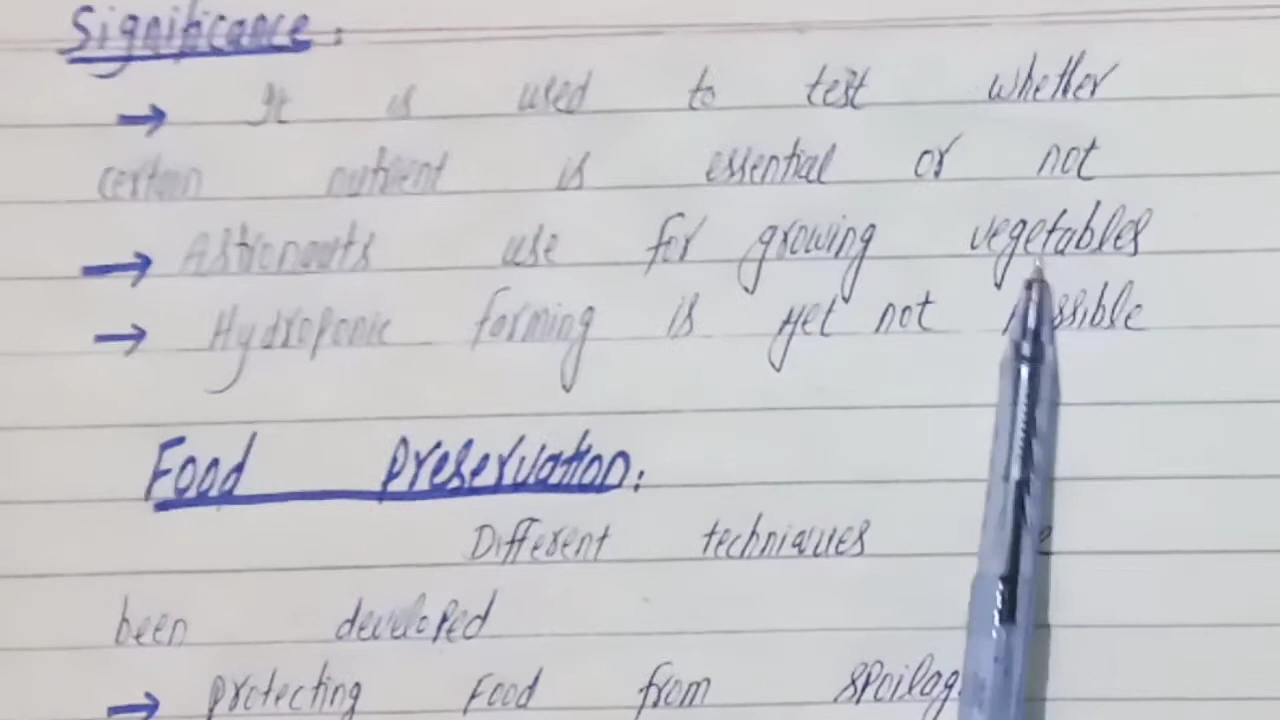 Significance:
→ It is used to test whether
certain nutrient is essential or not
→ Astronauts use for growing vegetables
→ Hydroponic forming is yet not
Food Preservation:
Different techniques
been developed
→ protecting Food from